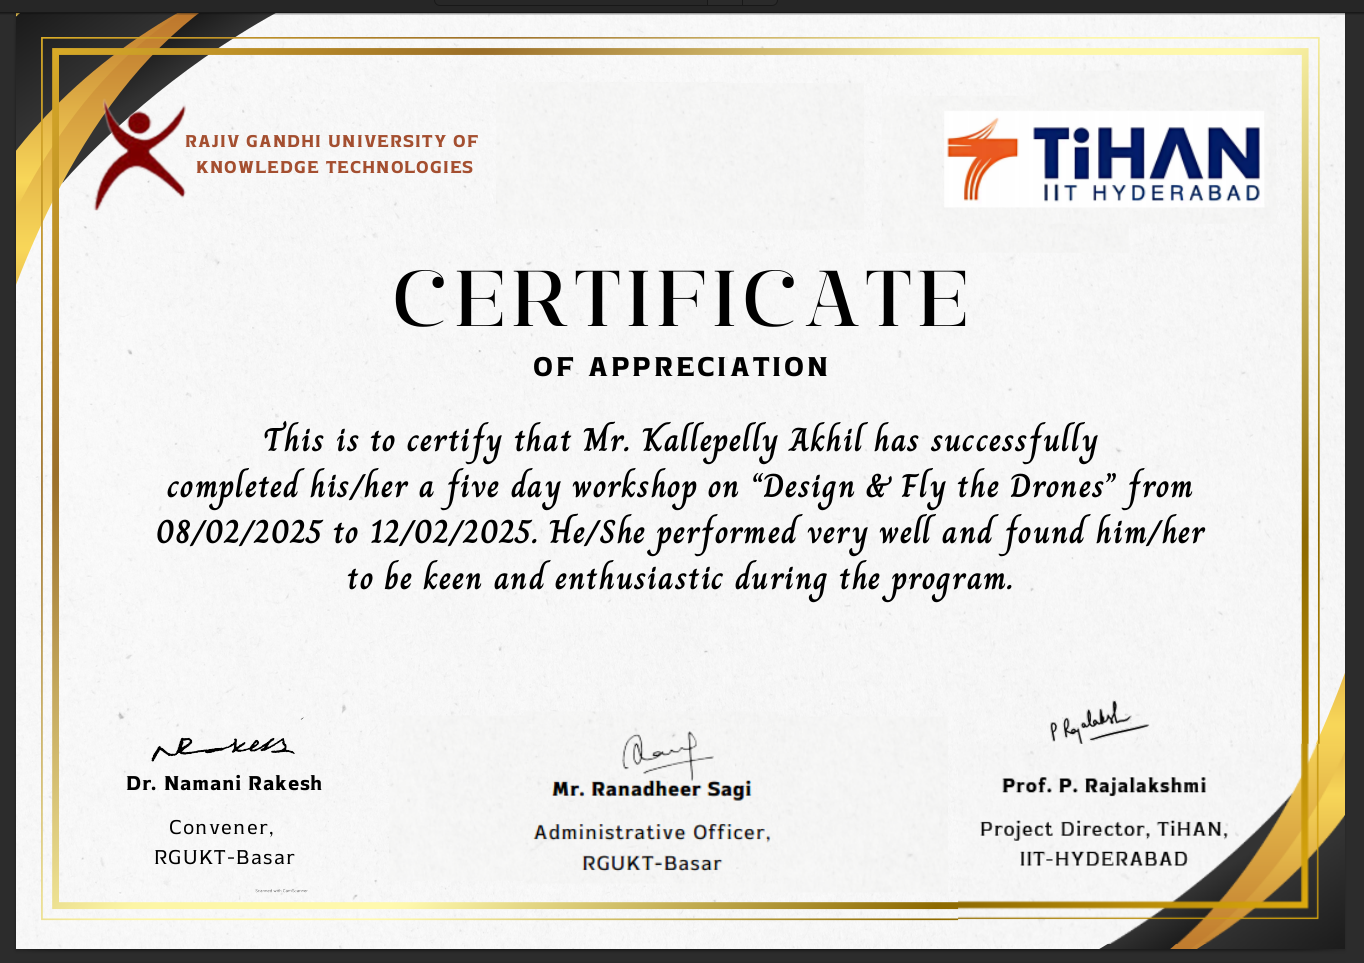 RAJIV GANDHI UNIVERSITY OF
KNOWLEDGE TECHNOLOGIES
TiHAN
IIT HYDERABAD
CERTIFICATE
OF APPRECIATION
This is to certify that Mr. Kallepelly Akhil has successfully
completed his/her a five day workshop on “Design & Fly the Drones” from
08/02/2025 to 12/02/2025. He/She performed very well and found him/her
to be keen and enthusiastic during the program.
Dr. Namani Rakesh
Convener,
RGUKT-Basar
Mr. Ranadheer Sagi
Administrative Officer,
RGUKT-Basar
P Rajalaksh
Prof. P. Rajalakshmi
Project Director, TiHAN,
IIT-HYDERABAD
Scanned with CamScanner